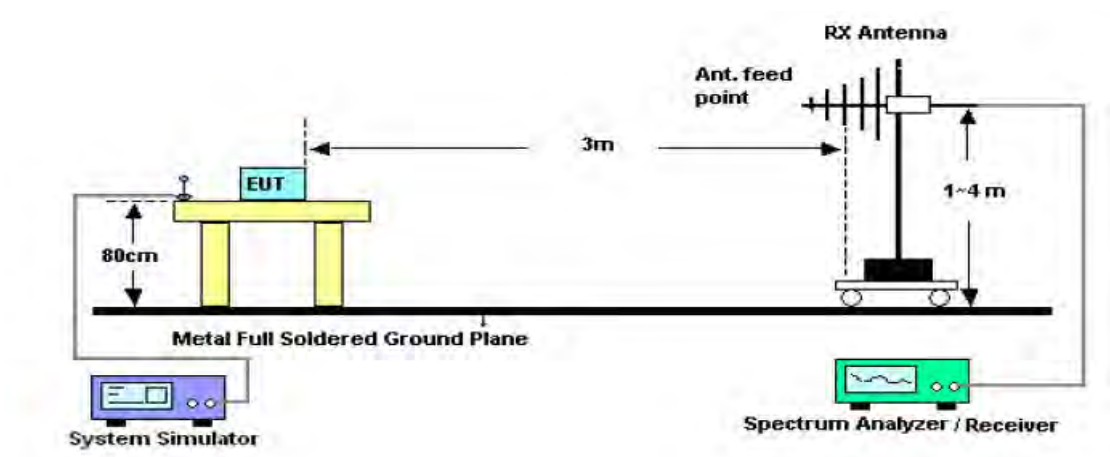 RX Antenna
Ant. feed
point
3m
EUT
1~4 m
80cm
Metal Full Soldered Ground Plane
System Simulator
Spectrum Analyzer / Receiver